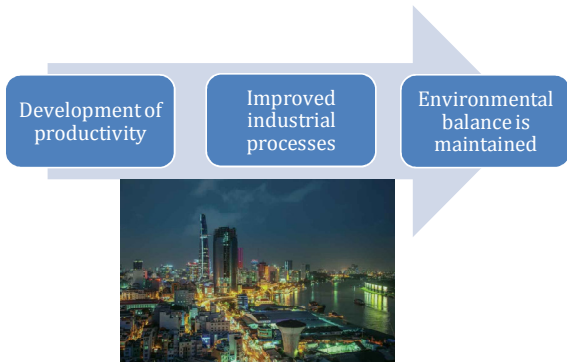 Development of
productivity
Improved
industrial
processes
Environmental
balance is
maintained